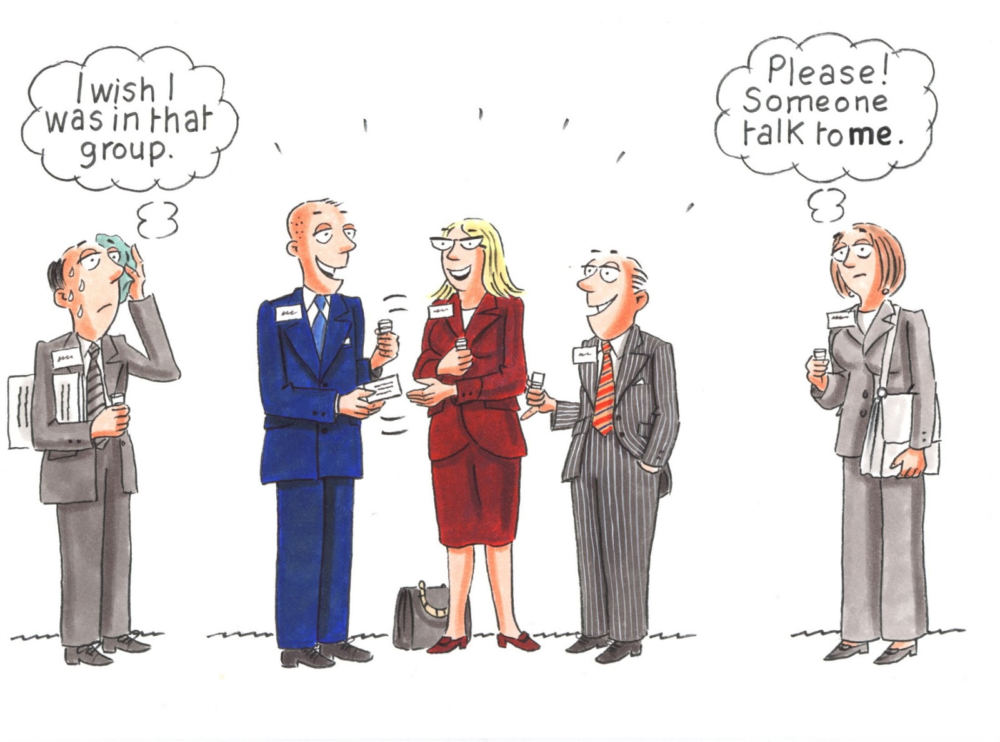 I wish I
was in that
group.
Please!
Someone
talk to me.